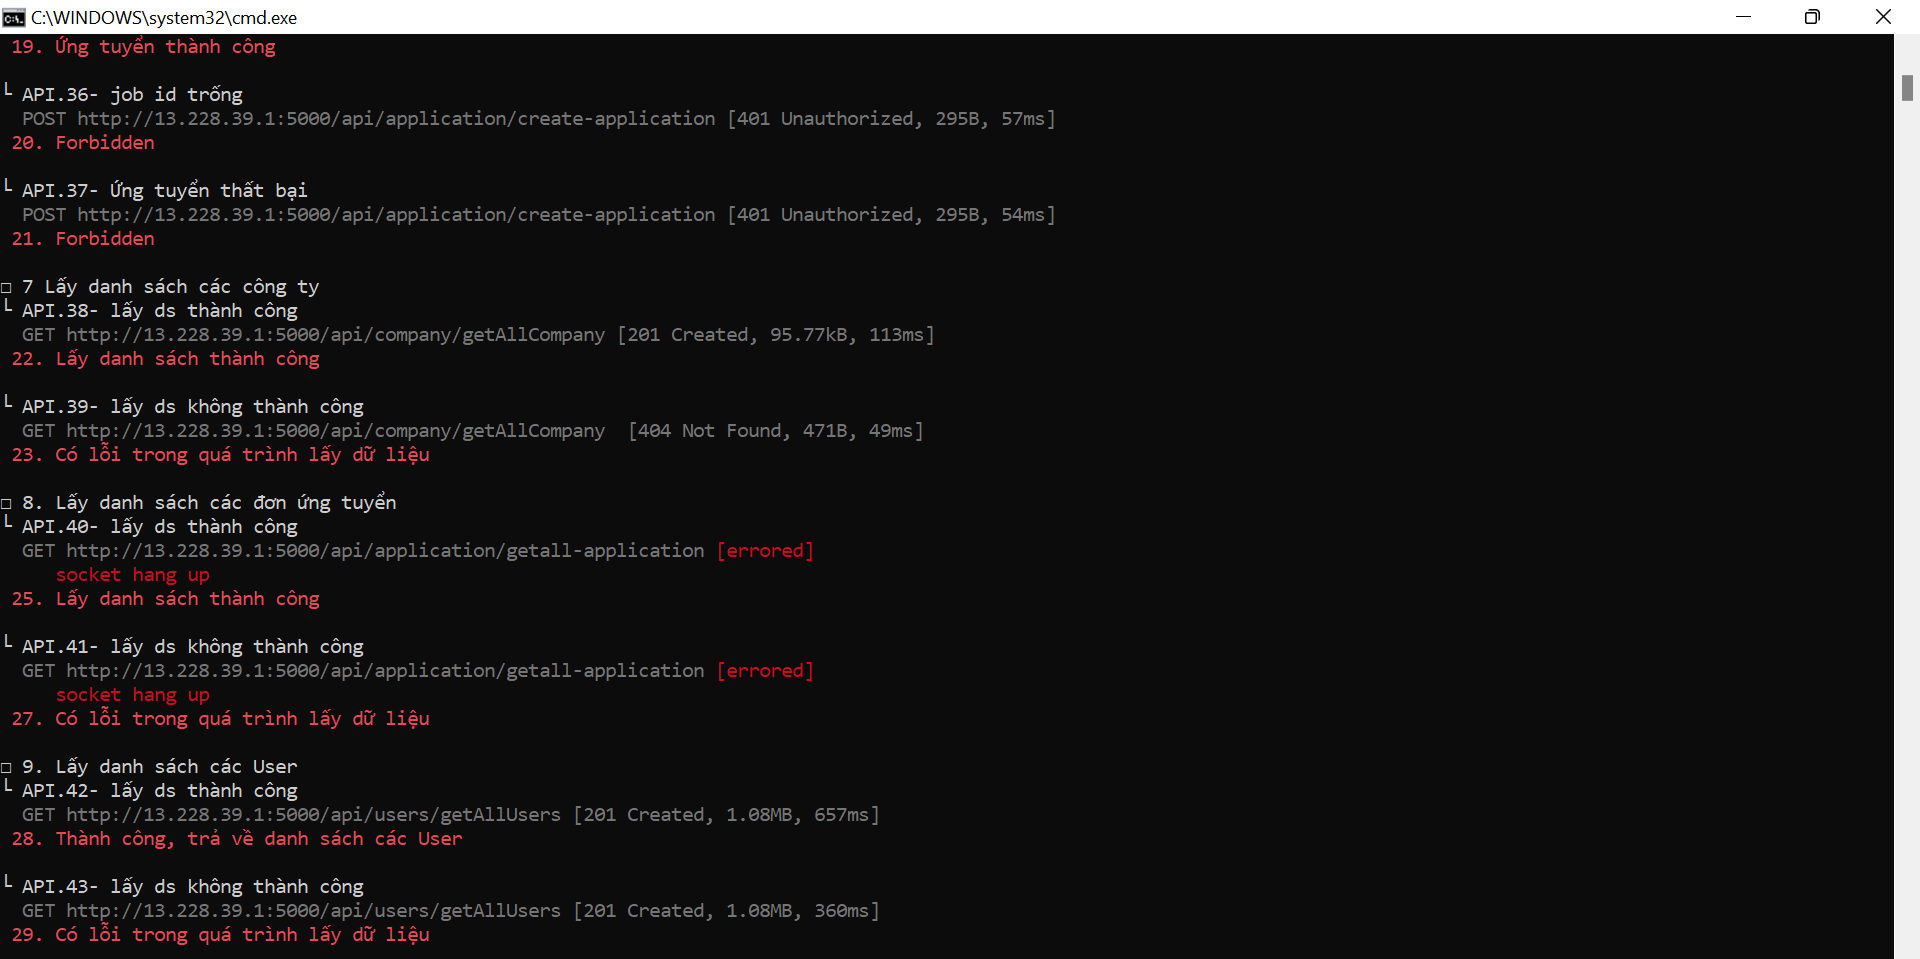 C:\WINDOWS\system32\cmd.exe
19. Ứng tuyển thành công
└ API.36- job id trống
POST http://13.228.39.1:5000/api/application/create-application [401 Unauthorized, 295B, 57ms]
20. Forbidden
└ API.37- Ứng tuyển thất bại
POST http://13.228.39.1:5000/api/application/create-application [401 Unauthorized, 295B, 54ms]
21. Forbidden
□ 7 Lấy danh sách các công ty
└ API.38- lấy ds thành công
GET http://13.228.39.1:5000/api/company/getAllCompany [201 Created, 95.77kB, 113ms]
22. Lấy danh sách thành công
└ API.39- lấy ds không thành công
GET http://13.228.39.1:5000/api/company/getAllCompany  [404 Not Found, 471B, 49ms]
23. Có lỗi trong quá trình lấy dữ liệu
□ 8. Lấy danh sách các đơn ứng tuyển
└ API.40- lấy ds thành công
GET http://13.228.39.1:5000/api/application/getall-application [errored]
socket hang up
25. Lấy danh sách thành công
└ API.41- lấy ds không thành công
GET http://13.228.39.1:5000/api/application/getall-application [errored]
socket hang up
27. Có lỗi trong quá trình lấy dữ liệu
□ 9. Lấy danh sách các User
└ API.42- lấy ds thành công
GET http://13.228.39.1:5000/api/users/getAllUsers [201 Created, 1.08MB, 657ms]
28. Thành công, trả về danh sách các User
└ API.43- lấy ds không thành công
GET http://13.228.39.1:5000/api/users/getAllUsers [201 Created, 1.08MB, 360ms]
29. Có lỗi trong quá trình lấy dữ liệu